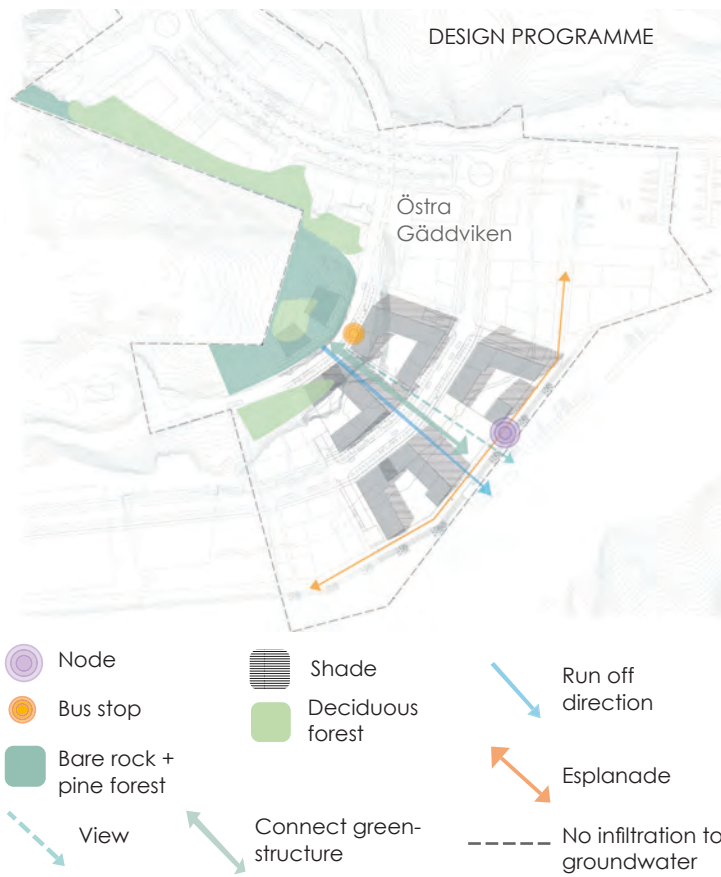 DESIGN PROGRAMME
Östra
Gäddviken
Node
Bus stop
Bare rock +
pine forest
View
Shade
Deciduous
forest
Connect green-
structure
Run off
direction
Esplanade
No infiltration to
groundwater